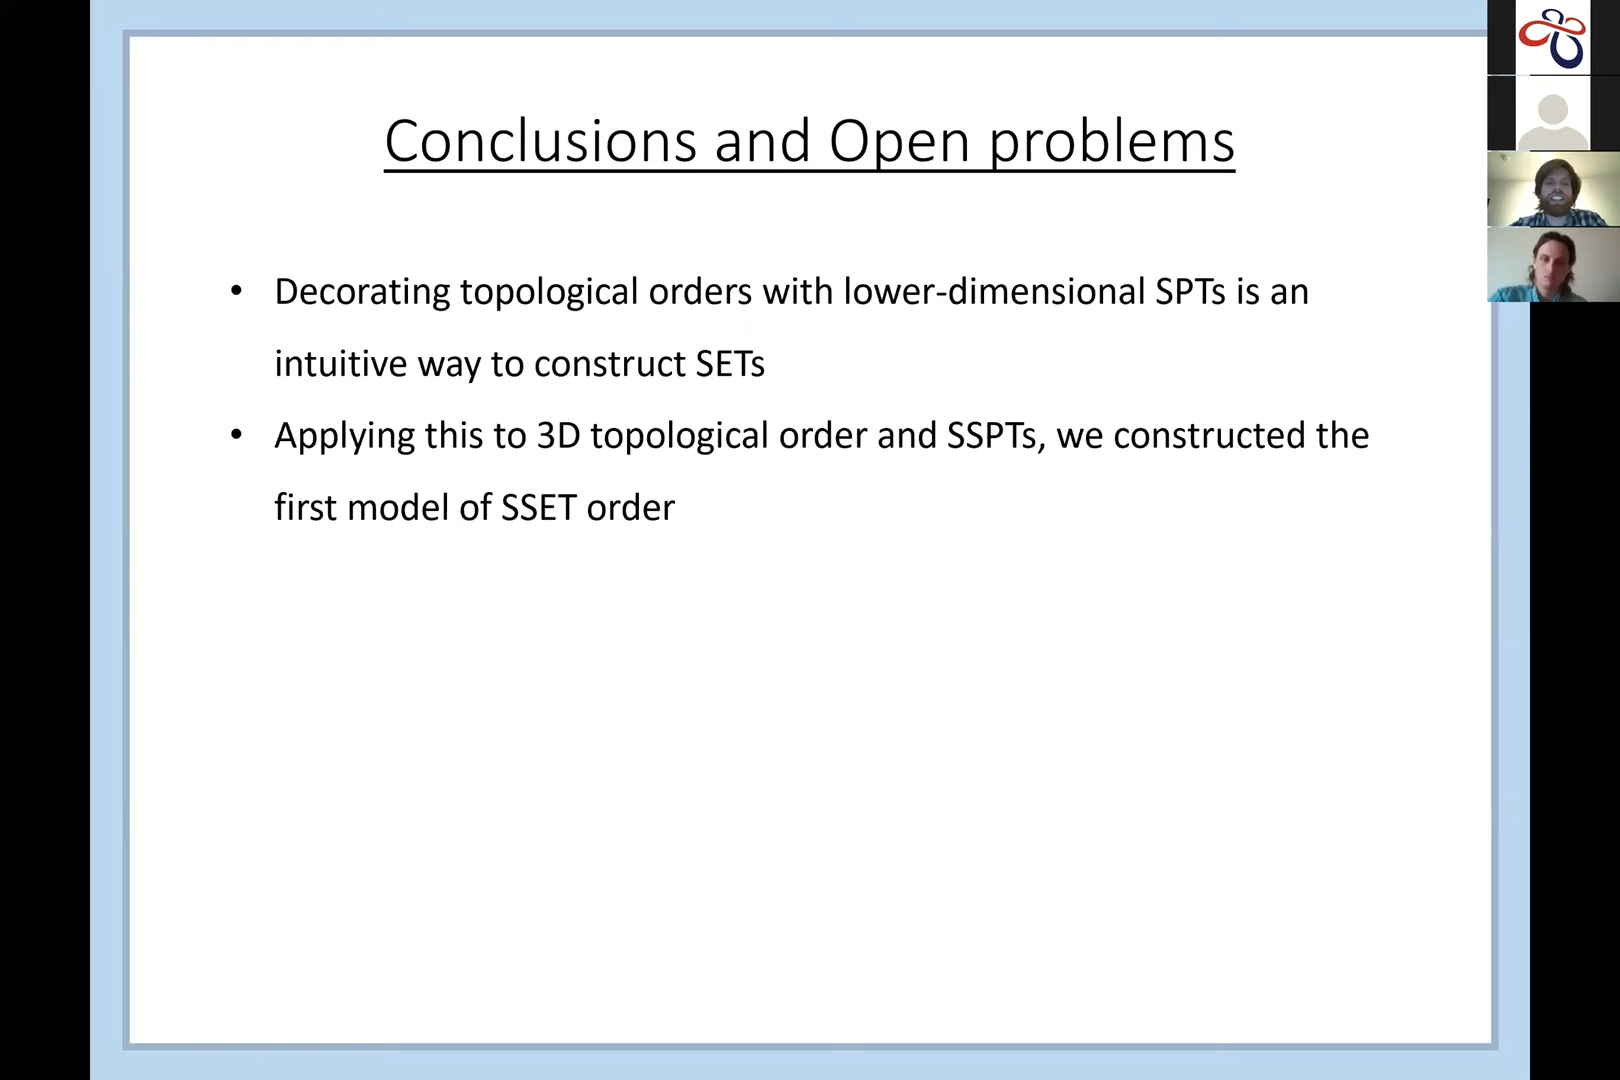 Conclusions and Open problems
• Decorating topological orders with lower-dimensional SPTs is an
intuitive way to construct SETs
• Applying this to 3D topological order and SSPTs, we constructed the
first model of SSET order